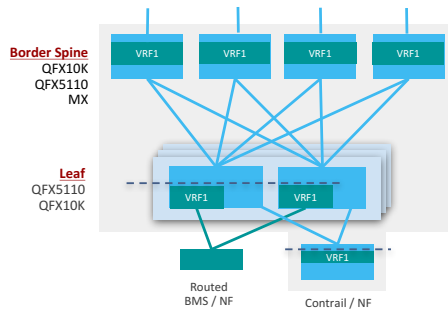 VRF1
VRF1
VRF1
VRF1
Border Spine
QFX10K
QFX5110
MX
Leaf
QFX5110
QFX10K
VRF1
VRF1
VRF1
Routed
BMS / NF
Contrail / NF